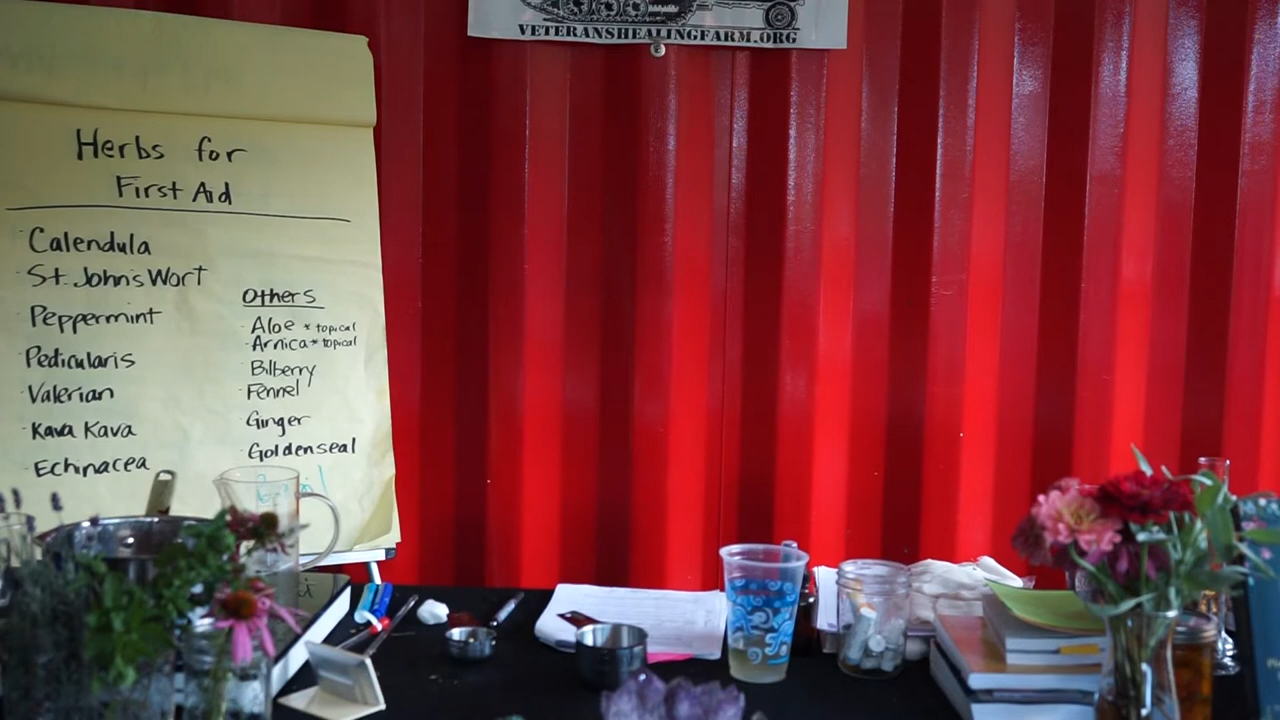 VETERANSHEALINGFARM.ORG
Herbs for
First Aid
Calendula
St. John's Wort
Peppermint
Pedicularis
Valerian
Kava Kava
Echinacea
Others
Aloe * topical
Arnica * topical
Bilberry
Fennel
Ginger
Goldenseal